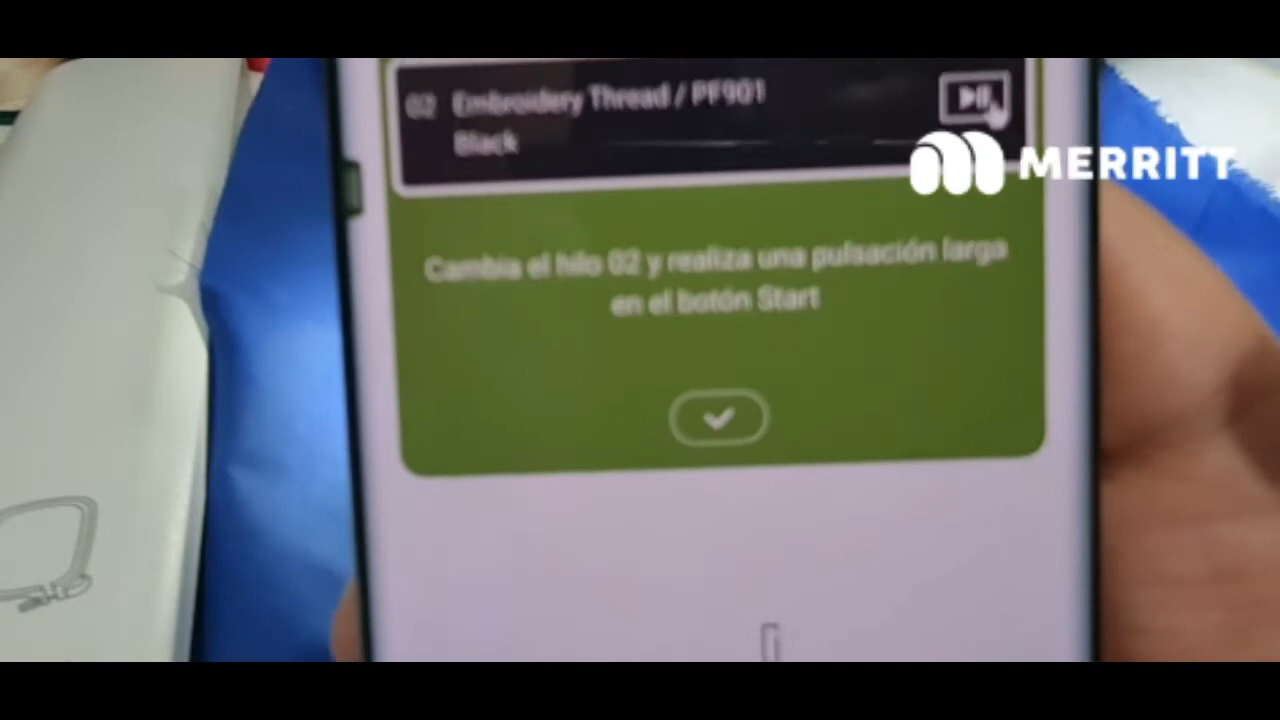 02 Embroidery Thread / PF901
Black
MERRITT
Cambia el hilo 02 y realiza una pulsación larga
en el botón Start